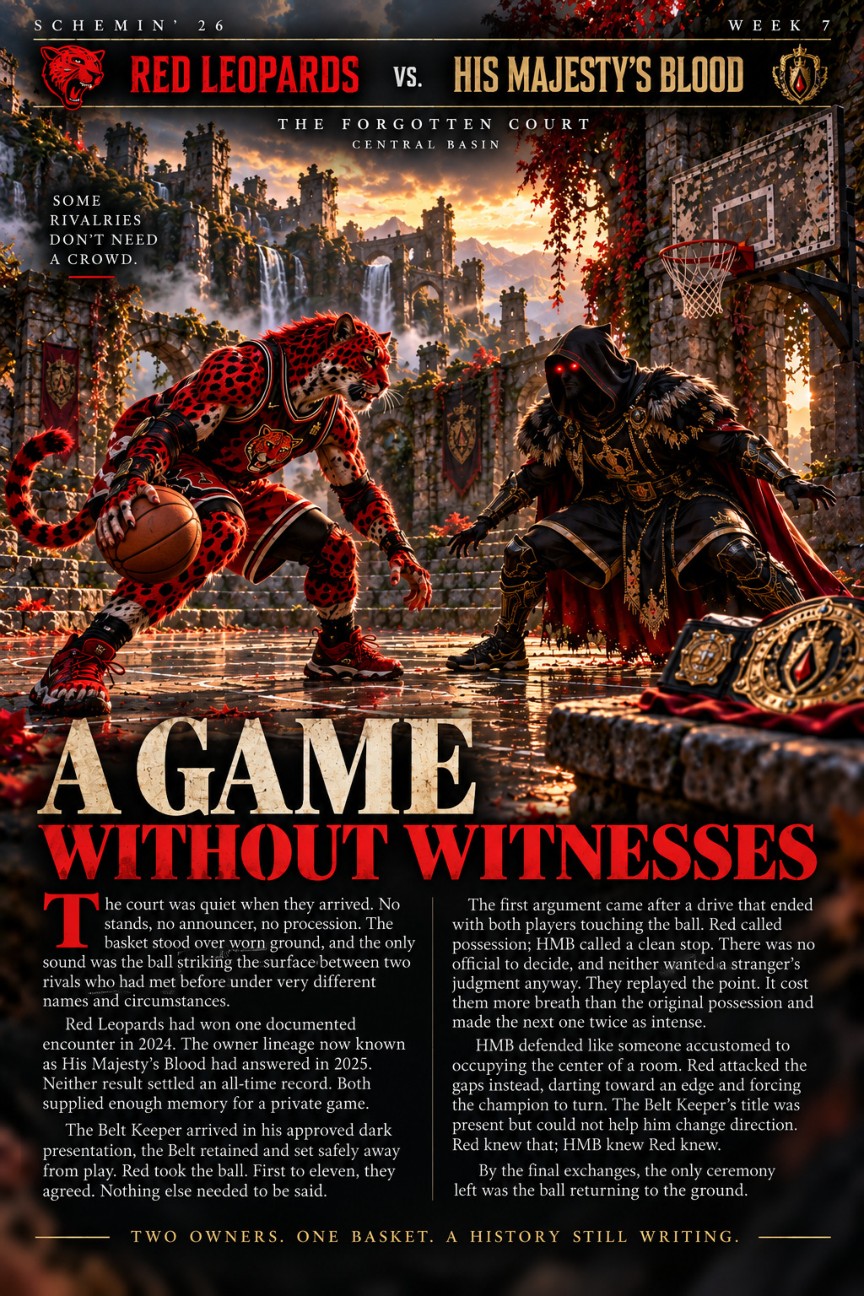 SCHEMIN' 26
WEEK 7
RED LEOPARDS VS. HIS MAJESTY'S BLOOD
THE FORGOTTEN COURT
CENTRAL BASIN
SOME
RIVALRIES
DON'T NEED
A CROWD.
A GAME
WITHOUT WITNESSES
The court was quiet when they arrived. No
stands, no announcer, no procession. The
basket stood over worn ground, and the only
sound was the ball striking the surface between two
rivals who had met before under very different
names and circumstances.
Red Leopards had won one documented
encounter in 2024. The owner lineage now known
as His Majesty's Blood had answered in 2025.
Neither result settled an all-time record. Both
supplied enough memory for a private game.
The Belt Keeper arrived in his approved dark
presentation, the Belt retained and set safely away
from play. Red took the ball. First to eleven, they
agreed. Nothing else needed to be said.
The first argument came after a drive that ended
with both players touching the ball. Red called
possession; HMB called a clean stop. There was no
official to decide, and neither wanted a stranger's
judgment anyway. They replayed the point. It cost
them more breath than the original possession and
made the next one twice as intense.
HMB defended like someone accustomed to
occupying the center of a room. Red attacked the
gaps instead, darting toward an edge and forcing
the champion to turn. The Belt Keeper's title was
present but could not help him change direction.
Red knew that; HMB knew Red knew.
By the final exchanges, the only ceremony
left was the ball returning to the ground.
TWO OWNERS. ONE BASKET. A HISTORY STILL WRITING.